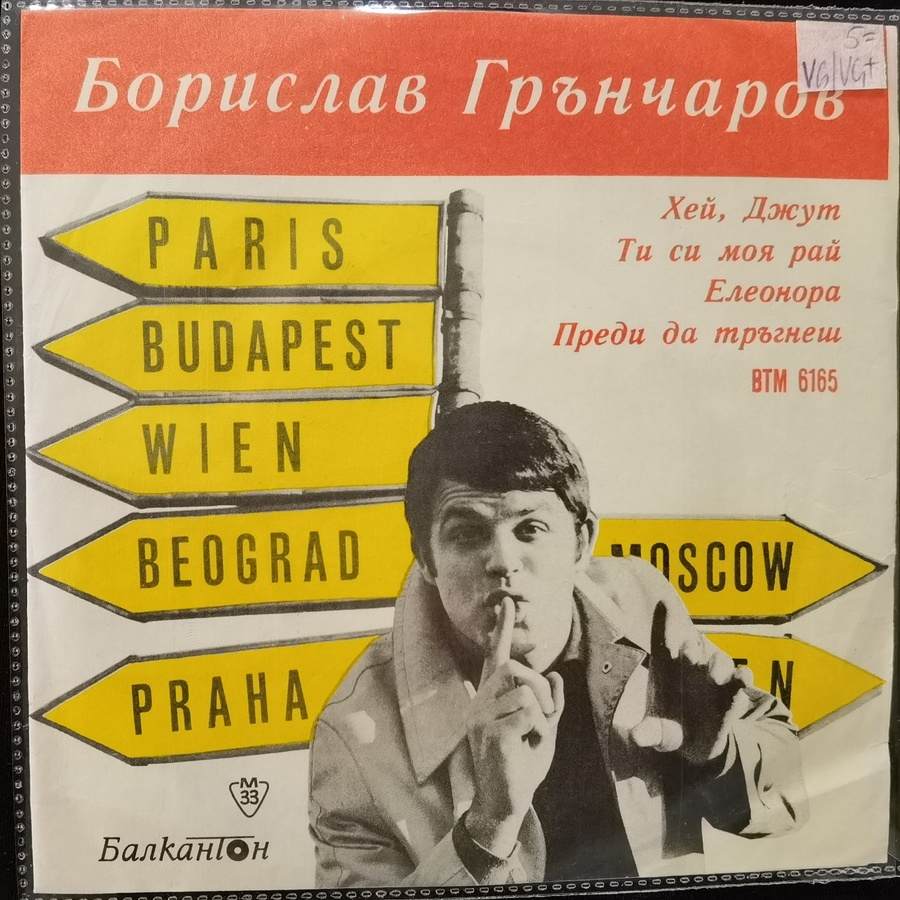 5=
VG/VG+
Борислав Грънчаров
Хей, Джут
Ти си моя рай
Елеонора
Преди да тръгнеш
ВТМ 6165
PARIS
BUDAPEST
WIEN
BEOGRAD
MOSCOW
PRAHA
M
33
Балкантон